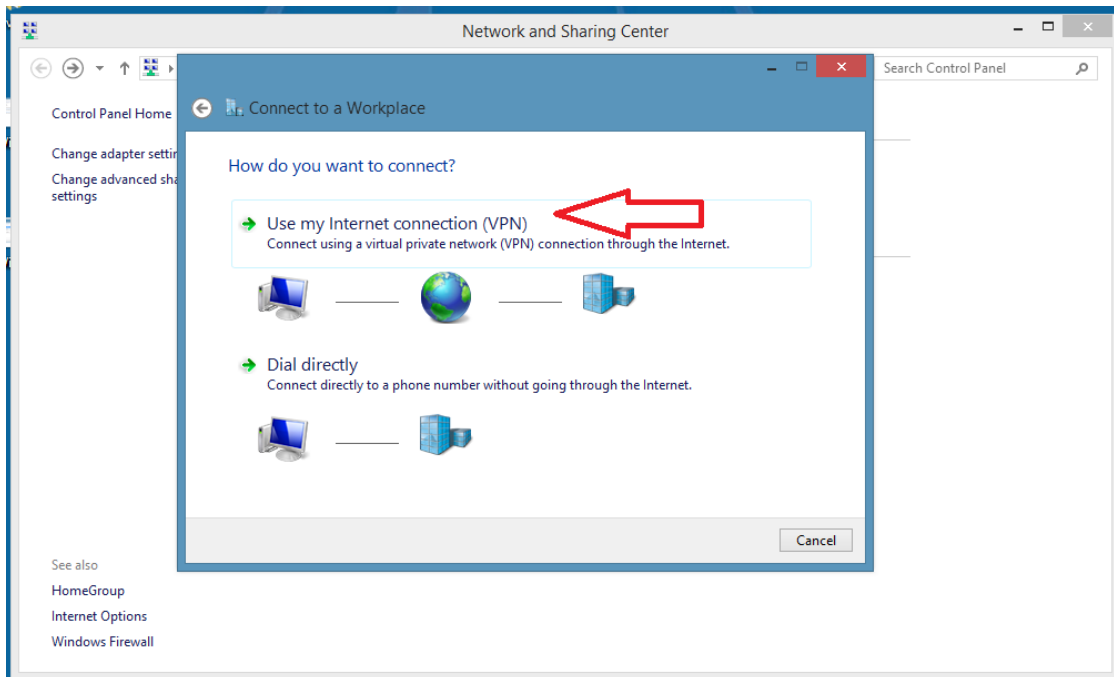 Network and Sharing Center
Search Control Panel
Control Panel Home
Change adapter settin
Change advanced sha
settings
Connect to a Workplace
How do you want to connect?
Use my Internet connection (VPN)
Connect using a virtual private network (VPN) connection through the Internet.
Dial directly
Connect directly to a phone number without going through the Internet.
Cancel
See also
HomeGroup
Internet Options
Windows Firewall